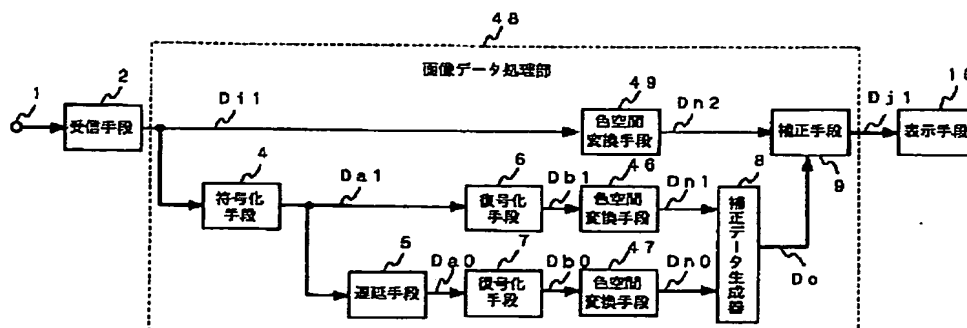 48
画像データ処理部
1
2
受信手段
Di1
49
色空間
変換手段
Dn2
補正手段
9
Dj1
表示手段
4
符号化
手段
Da1
6
復号化
手段
Db1
46
色空間
変換手段
Dn1
8
補正データ生成器
Do
5
遅延手段
Da0
7
復号化
手段
Db0
47
色空間
変換手段
Dn0